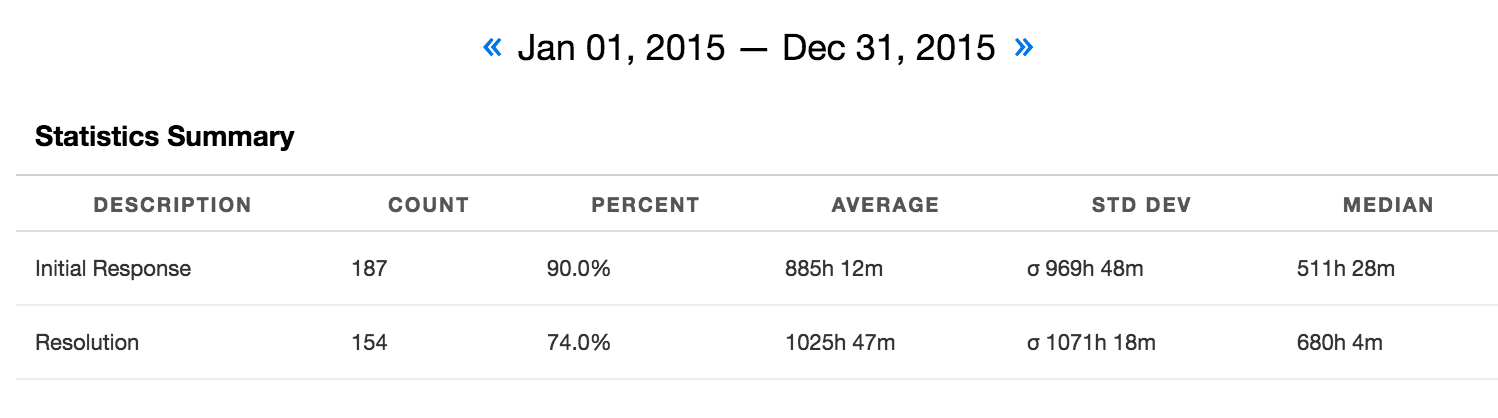 « Jan 01, 2015 — Dec 31, 2015 »
Statistics Summary
DESCRIPTION COUNT PERCENT AVERAGE STD DEV MEDIAN
Initial Response 187 90.0% 885h 12m σ 969h 48m 511h 28m
Resolution 154 74.0% 1025h 47m σ 1071h 18m 680h 4m